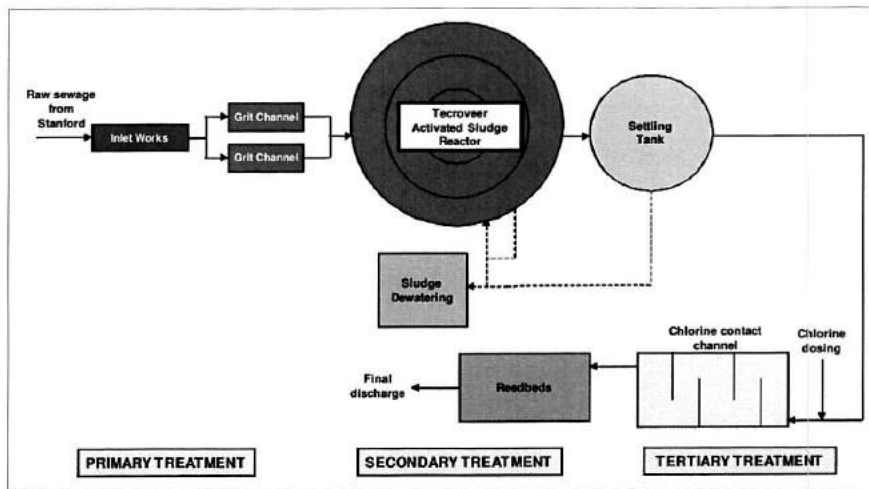 Raw sewage
from
Stanford
Inlet Works
Grit Channel
Grit Channel
Tecroveer
Activated Sludge
Reactor
Settling
Tank
Sludge
Dewatering
Chlorine contact
channel
Chlorine
dosing
Final
discharge
Reedbeds
PRIMARY TREATMENT
SECONDARY TREATMENT
TERTIARY TREATMENT